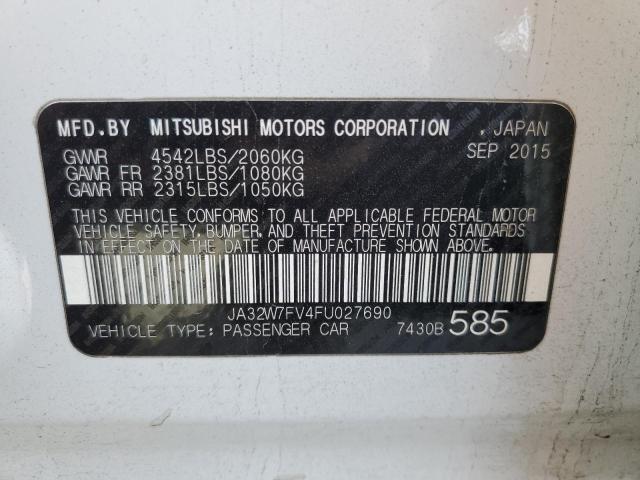 MFD.BY MITSUBISHI MOTORS CORPORATION , JAPAN
GVWR 4542LBS/2060KG SEP 2015
GAWR FR 2381LBS/1080KG
GAWR RR 2315LBS/1050KG
THIS VEHICLE CONFORMS TO ALL APPLICABLE FEDERAL MOTOR
VEHICLE SAFETY, BUMPER, AND THEFT PREVENTION STANDARDS
IN EFFECT ON THE DATE OF MANUFACTURE SHOWN ABOVE.
JA32W7FV4FU027690
VEHICLE TYPE: PASSENGER CAR 7430B 585